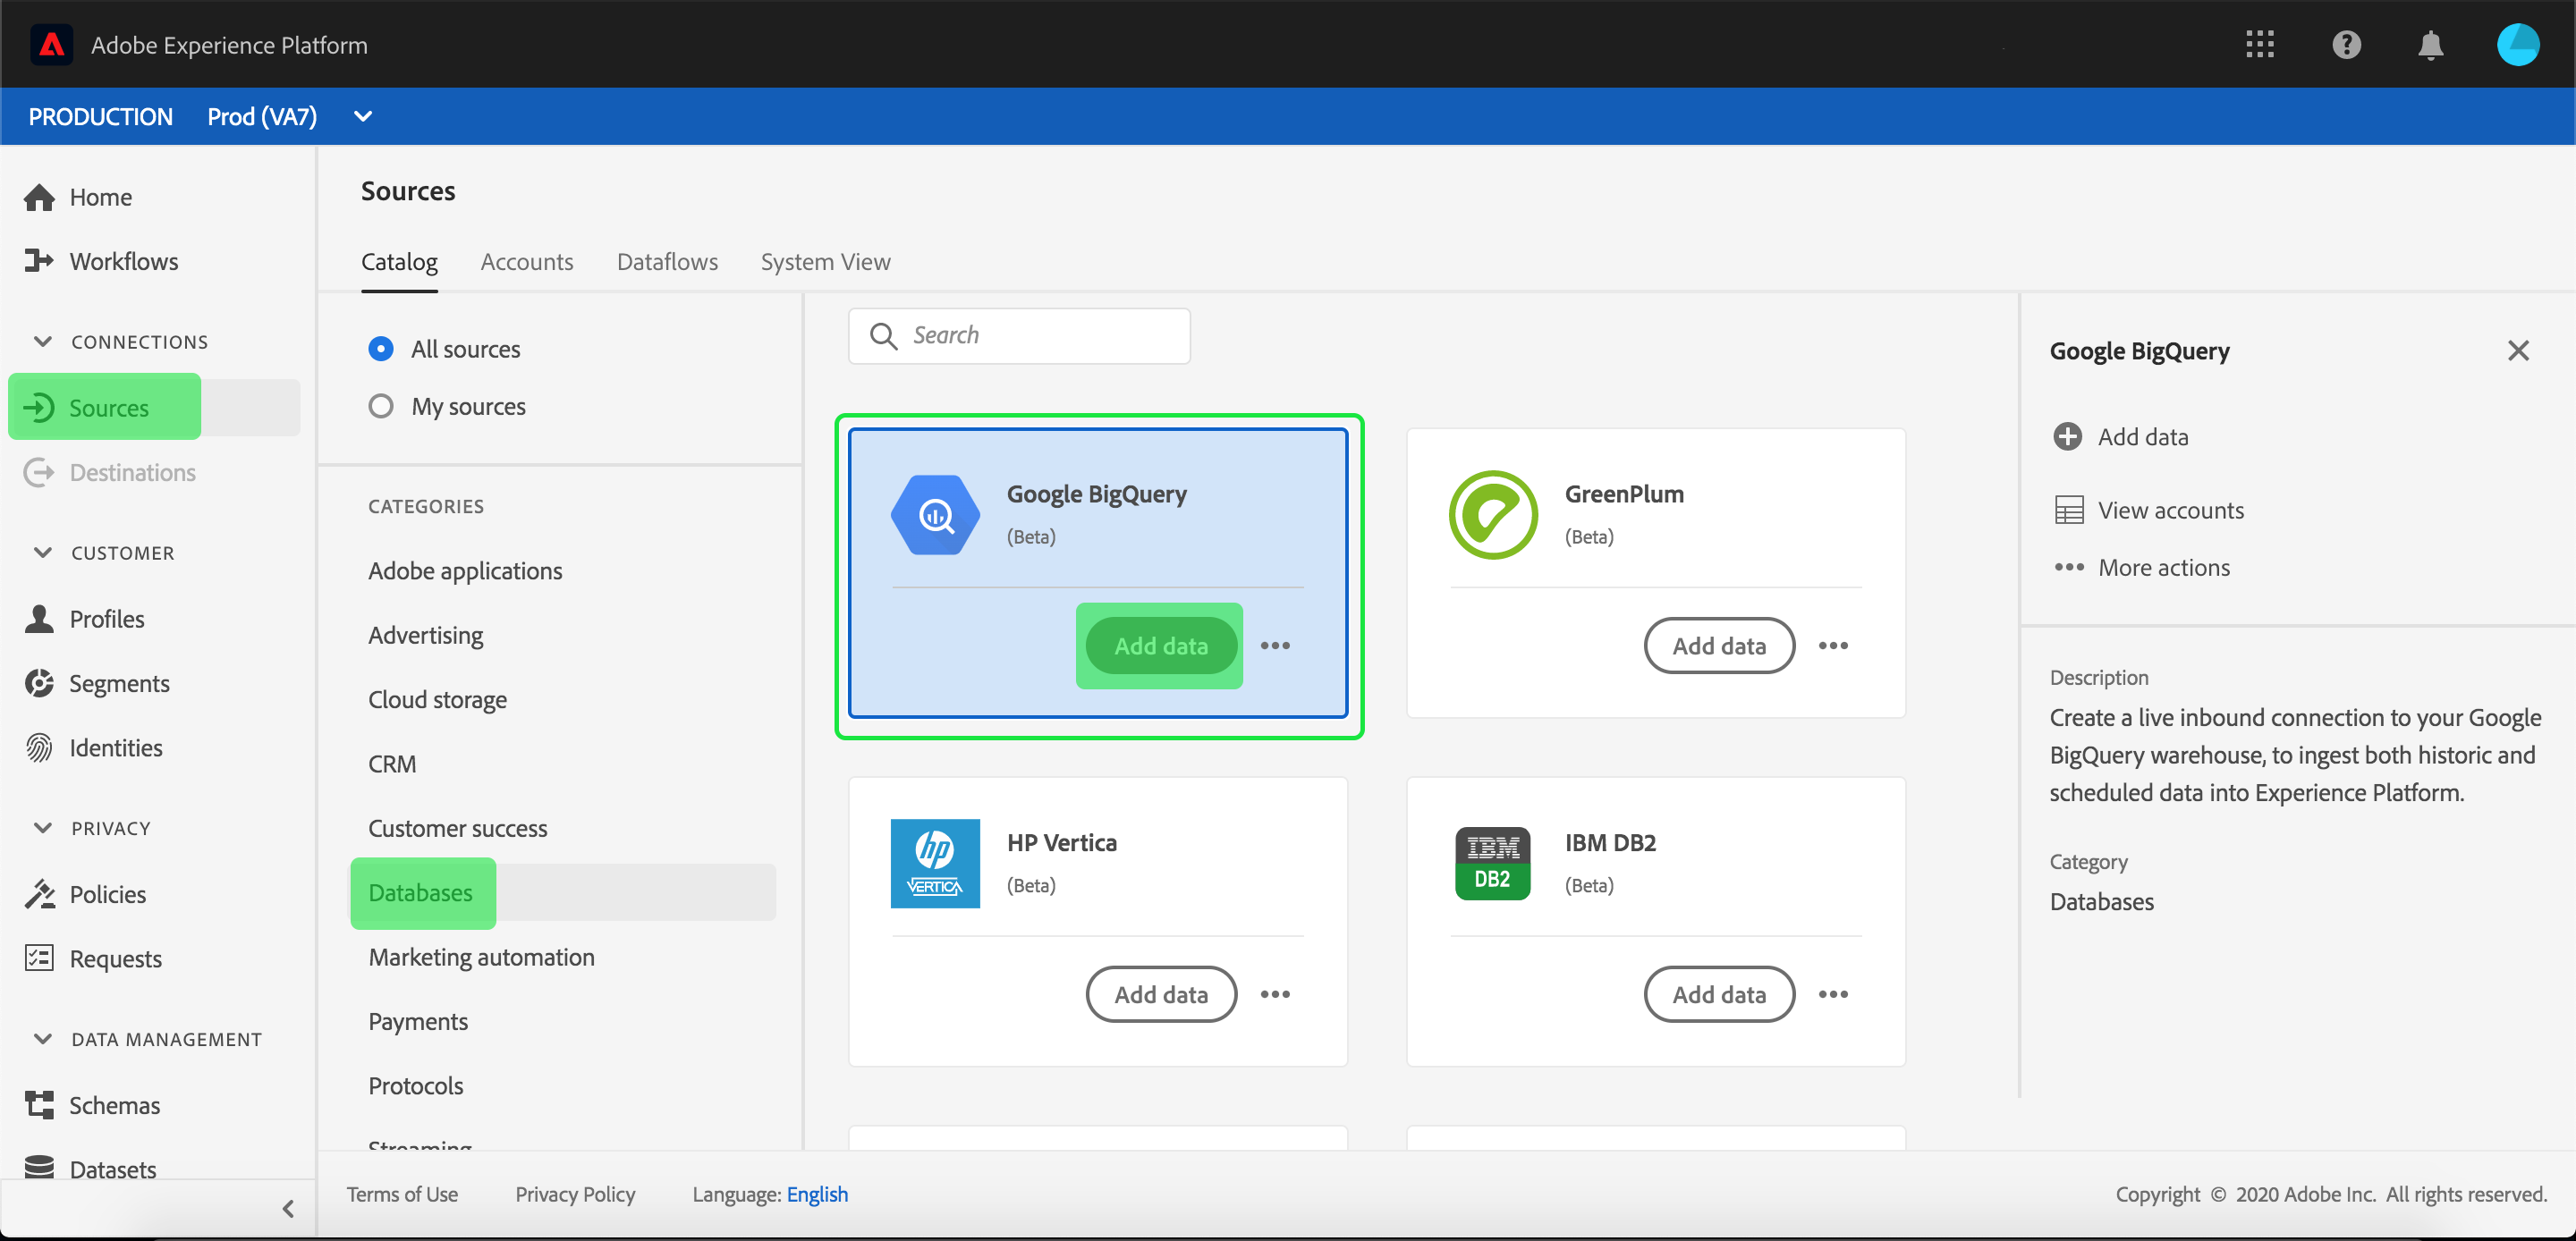 Adobe Experience Platform
PRODUCTION Prod (VA7)
Home
Workflows
CONNECTIONS
Sources
Destinations
CUSTOMER
Profiles
Segments
Identities
PRIVACY
Policies
Requests
DATA MANAGEMENT
Schemas
Datasets
Sources
Catalog Accounts Dataflows System View
All sources
My sources
CATEGORIES
Adobe applications
Advertising
Cloud storage
CRM
Customer success
Databases
Marketing automation
Payments
Protocols
Streaming
Search
Google BigQuery
(Beta)
Add data
GreenPlum
(Beta)
Add data
hp
VERTICA
HP Vertica
(Beta)
Add data
IBM
DB2
IBM DB2
(Beta)
Add data
Google BigQuery
Add data
View accounts
More actions
Description
Create a live inbound connection to your Google
BigQuery warehouse, to ingest both historic and
scheduled data into Experience Platform.
Category
Databases
Terms of Use Privacy Policy Language: English
Copyright © 2020 Adobe Inc. All rights reserved.